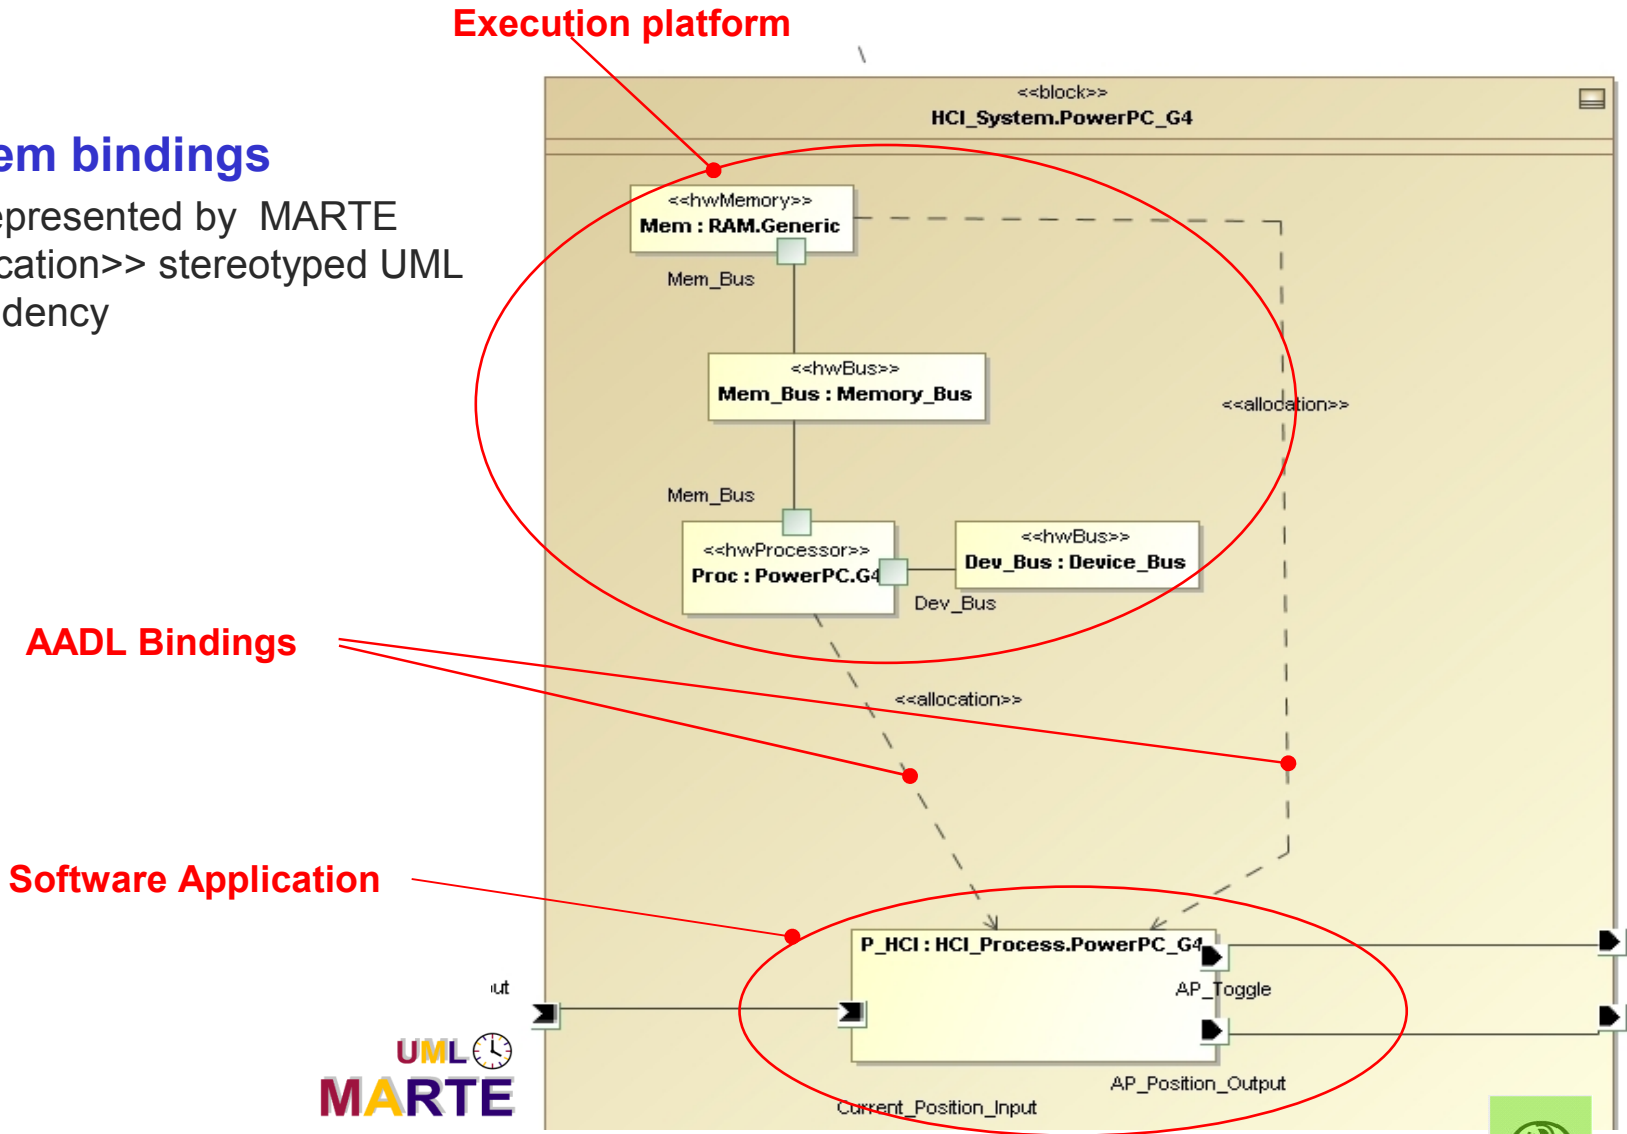 Execution platform
<<block>>
HCI_System.PowerPC_G4
em bindings
epresented by MARTE
cation>> stereotyped UML
dency
<<hwMemory>>
Mem : RAM.Generic
Mem_Bus
<<hwBus>>
Mem_Bus : Memory_Bus
<<allocation>>
Mem_Bus
<<hwProcessor>>
Proc : PowerPC.G4
<<hwBus>>
Dev_Bus : Device_Bus
Dev_Bus
AADL Bindings
<<allocation>>
Software Application
P_HCI : HCI_Process.PowerPC_G4
AP_Toggle
ut
UML
MARTE
AP_Position_Output
Current_Position_Input